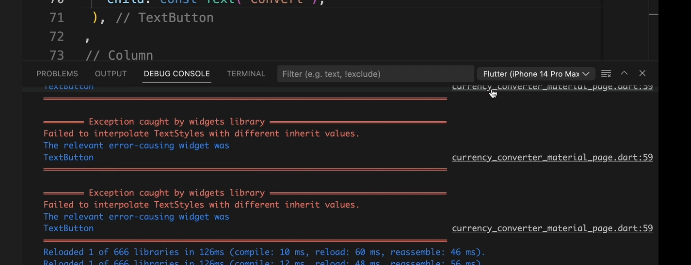 70 child: const Text("Convert"),
71 ), // TextButton
72 ,
73 // Column
PROBLEMS OUTPUT DEBUG CONSOLE TERMINAL Filter (e.g. text, !exclude) Flutter (iPhone 14 Pro Max
TextButton currency_converter_material_page.dart:59
Exception caught by widgets library
Failed to interpolate TextStyles with different inherit values.
The relevant error-causing widget was
TextButton currency_converter_material_page.dart:59
Exception caught by widgets library
Failed to interpolate TextStyles with different inherit values.
The relevant error-causing widget was
TextButton currency_converter_material_page.dart:59
Reloaded 1 of 666 libraries in 126ms (compile: 10 ms, reload: 60 ms, reassemble: 46 ms).
Reloaded 1 of 666 libraries in 126ms (compile: 12 ms, reload: 48 ms, reassemble: 56 ms).